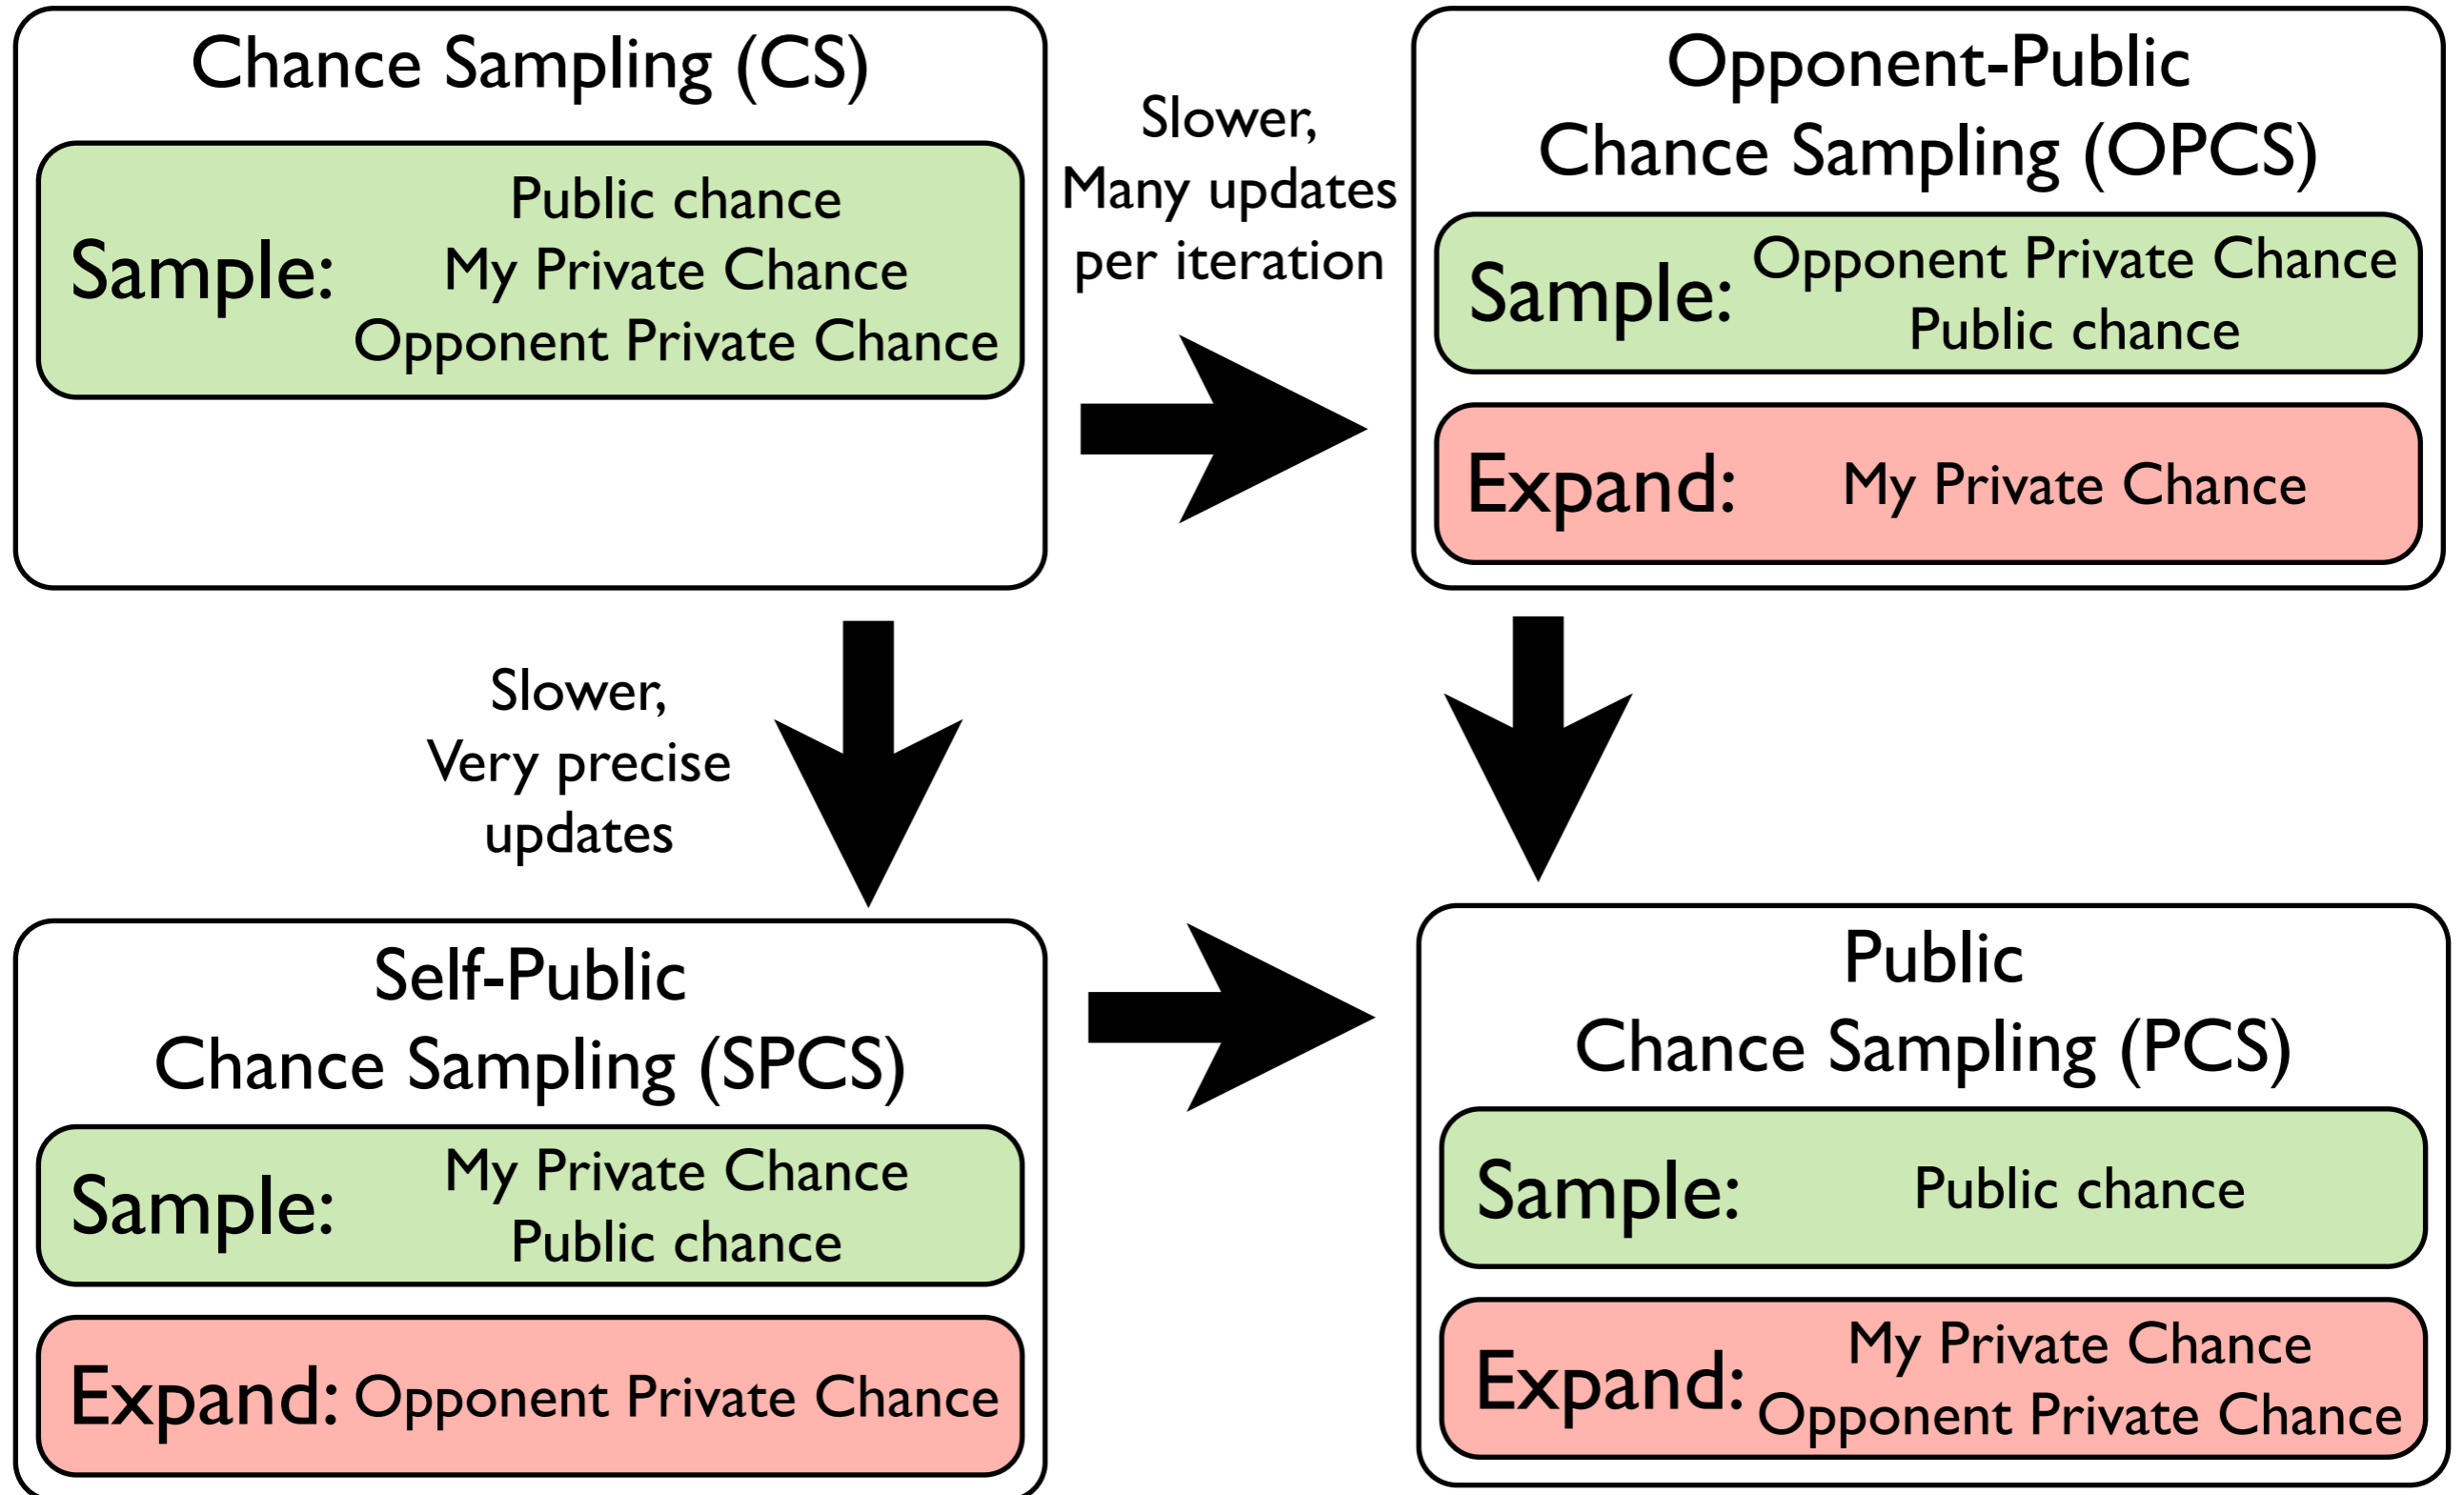 Chance Sampling (CS)
Sample:
Public chance
My Private Chance
Opponent Private Chance
Slower,
Many updates
per iteration
Opponent-Public
Chance Sampling (OPCS)
Sample:
Opponent Private Chance
Public chance
Expand:
My Private Chance
Slower,
Very precise
updates
Self-Public
Chance Sampling (SPCS)
Sample:
My Private Chance
Public chance
Expand:
Opponent Private Chance
Public
Chance Sampling (PCS)
Sample:
Public chance
Expand:
My Private Chance
Opponent Private Chance